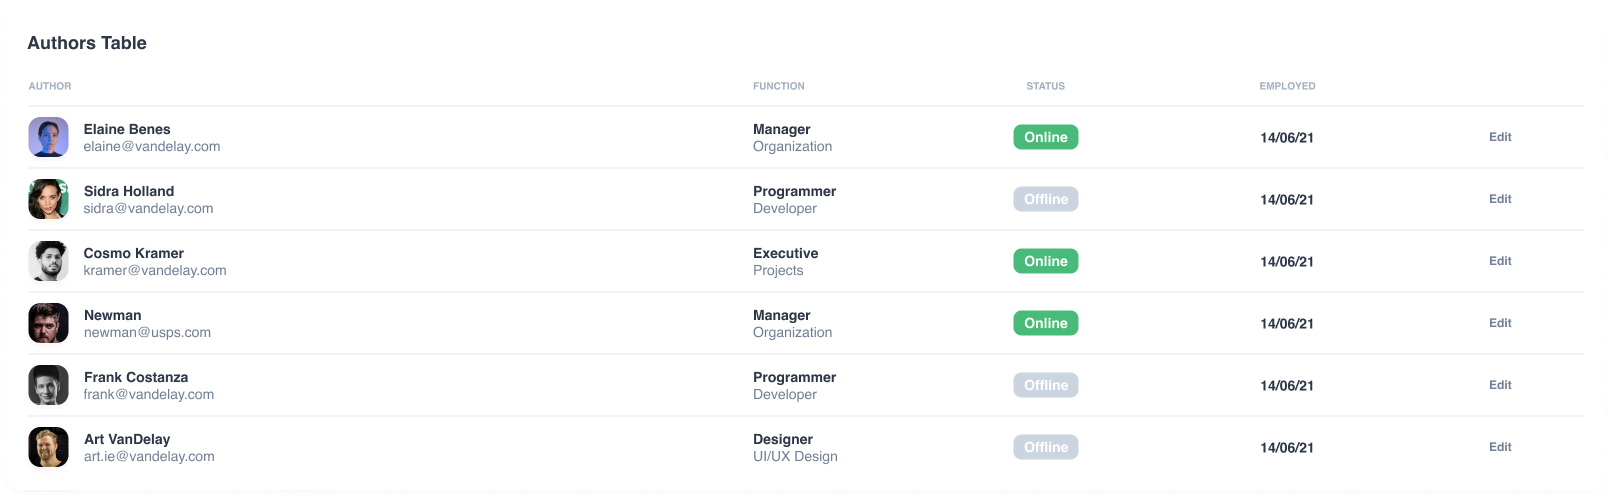 Authors Table
AUTHOR FUNCTION STATUS EMPLOYED
Elaine Benes Manager
elaine@vandelay.com Organization Online 14/06/21 Edit
Sidra Holland Programmer
sidra@vandelay.com Developer Offline 14/06/21 Edit
Cosmo Kramer Executive
kramer@vandelay.com Projects Online 14/06/21 Edit
Newman Manager
newman@usps.com Organization Online 14/06/21 Edit
Frank Costanza Programmer
frank@vandelay.com Developer Offline 14/06/21 Edit
Art VanDelay Designer
art.ie@vandelay.com UI/UX Design Offline 14/06/21 Edit